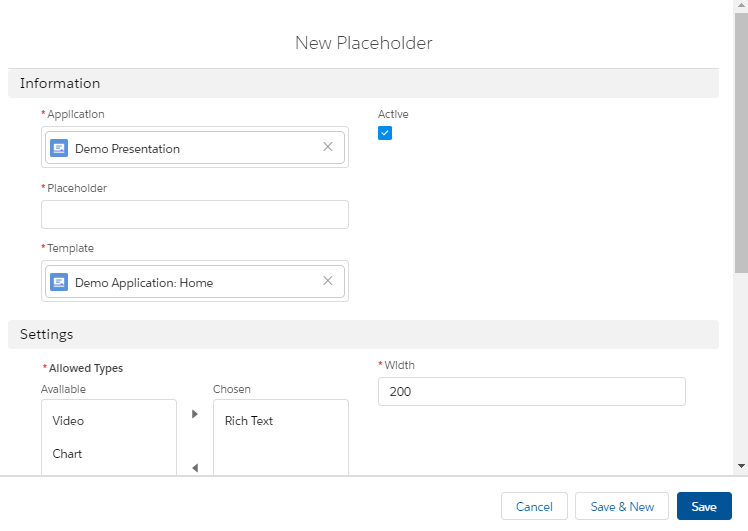 New Placeholder
Information
* Application
Demo Presentation
Active
* Placeholder
* Template
Demo Application: Home
Settings
* Allowed Types
Available
Chosen
Video
Chart
Rich Text
* Width
200
Cancel
Save & New
Save